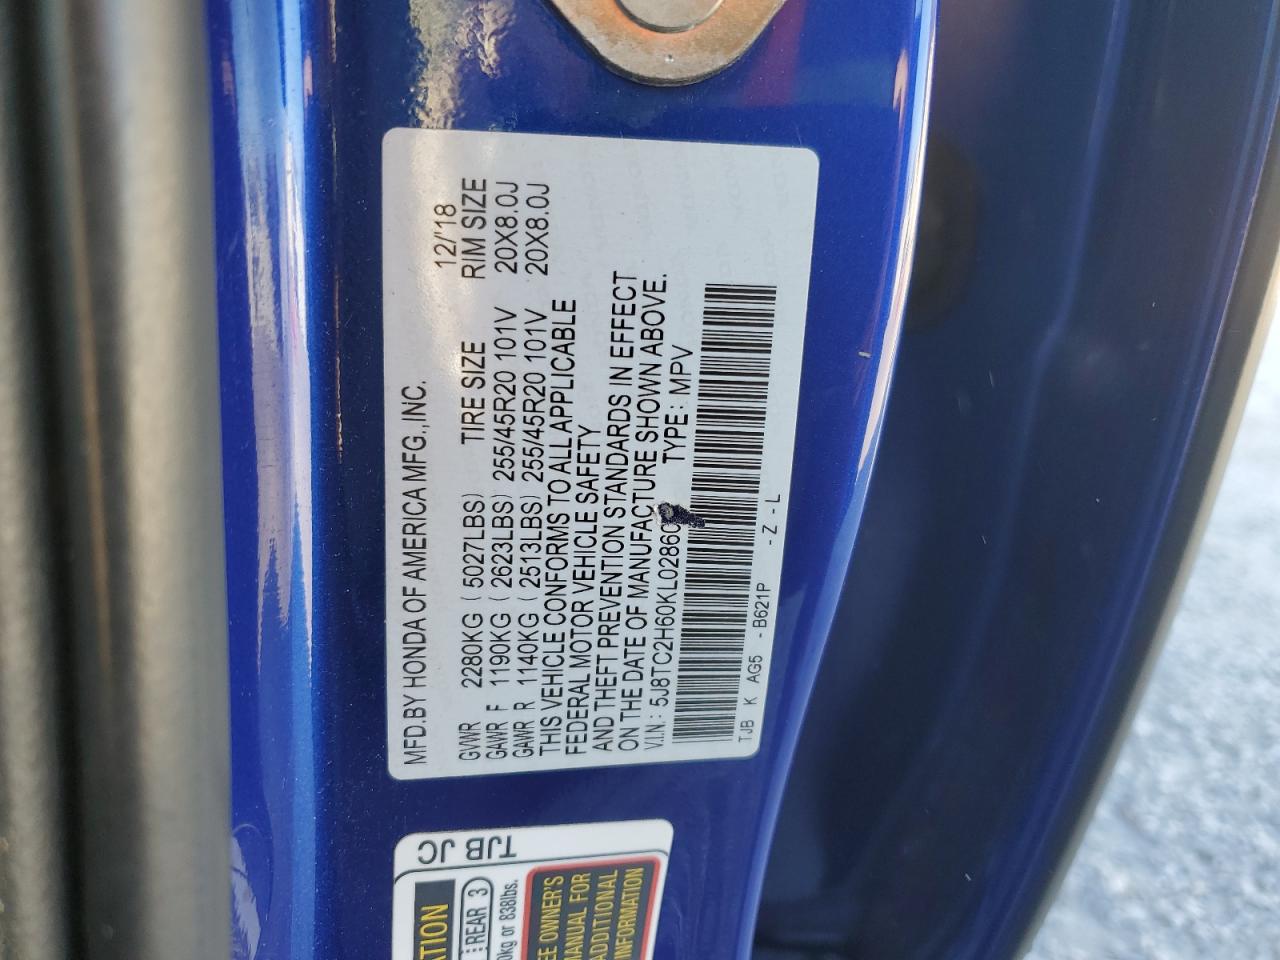 MFD.BY HONDA OF AMERICA MFG.,INC. 12/'18
GVWR 2280KG ( 5027LBS) TIRE SIZE RIM SIZE
GAWR F 1190KG ( 2623LBS) 255/45R20 101V 20X8.0J
GAWR R 1140KG ( 2513LBS) 255/45R20 101V 20X8.0J
THIS VEHICLE CONFORMS TO ALL APPLICABLE
FEDERAL MOTOR VEHICLE SAFETY
AND THEFT PREVENTION STANDARDS IN EFFECT
ON THE DATE OF MANUFACTURE SHOWN ABOVE.
V.I.N.: 5J8TC2H60KL02860 TYPE: MPV
TJB K AG5 - B621P - Z - L
TJB JC
REAR 3
838lbs.
OWNER'S
MANUAL FOR
ADDITIONAL
INFORMATION